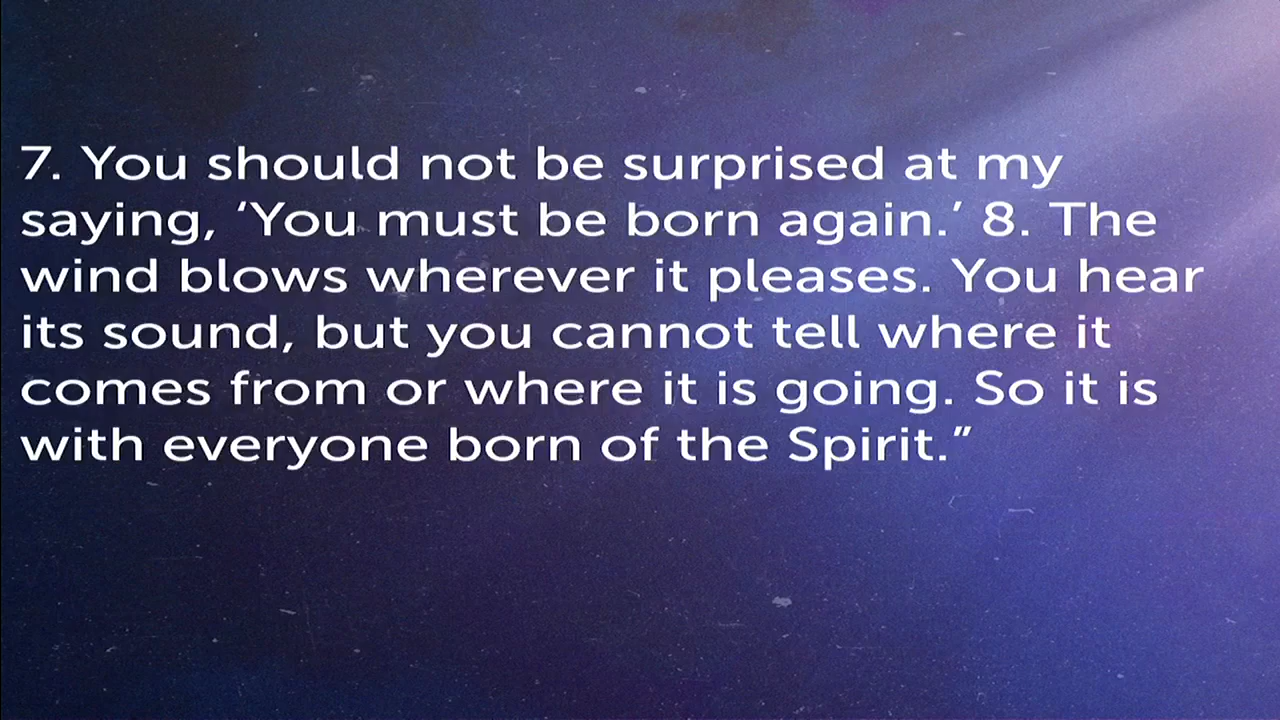 7. You should not be surprised at my
saying, ‘You must be born again.’ 8. The
wind blows wherever it pleases. You hear
its sound, but you cannot tell where it
comes from or where it is going. So it is
with everyone born of the Spirit.”